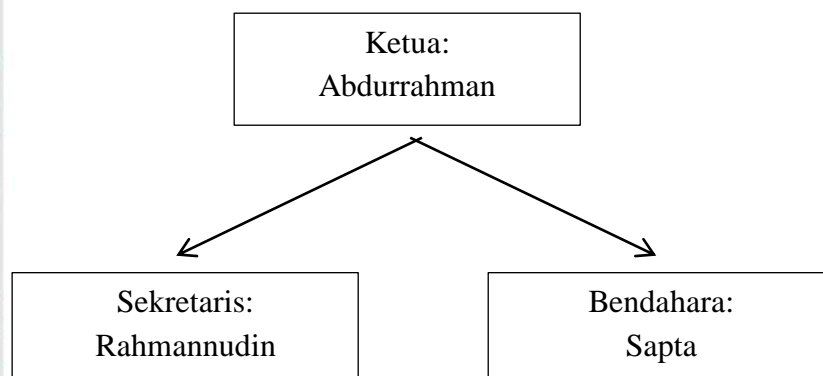 Ketua:
Abdurrahman
Sekretaris:
Rahmannudin
Bendahara:
Sapta